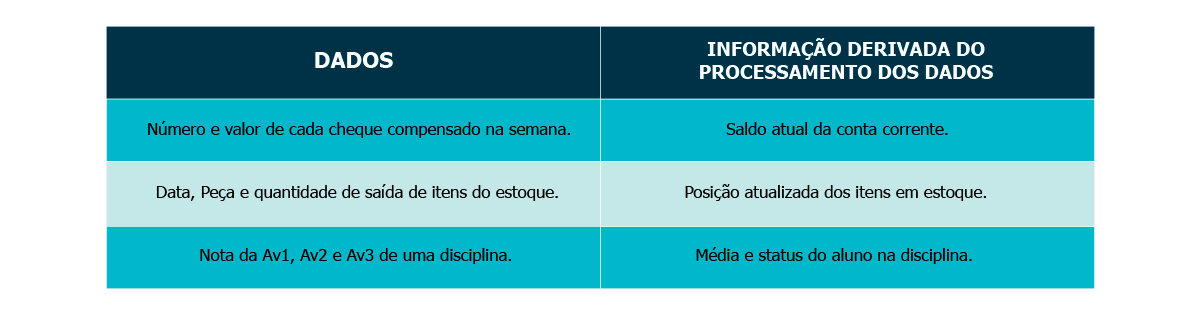 DADOS
INFORMAÇÃO DERIVADA DO
PROCESSAMENTO DOS DADOS
Número e valor de cada cheque compensado na semana.
Saldo atual da conta corrente.
Data, Peça e quantidade de saída de itens do estoque.
Posição atualizada dos itens em estoque.
Nota da Av1, Av2 e Av3 de uma disciplina.
Média e status do aluno na disciplina.